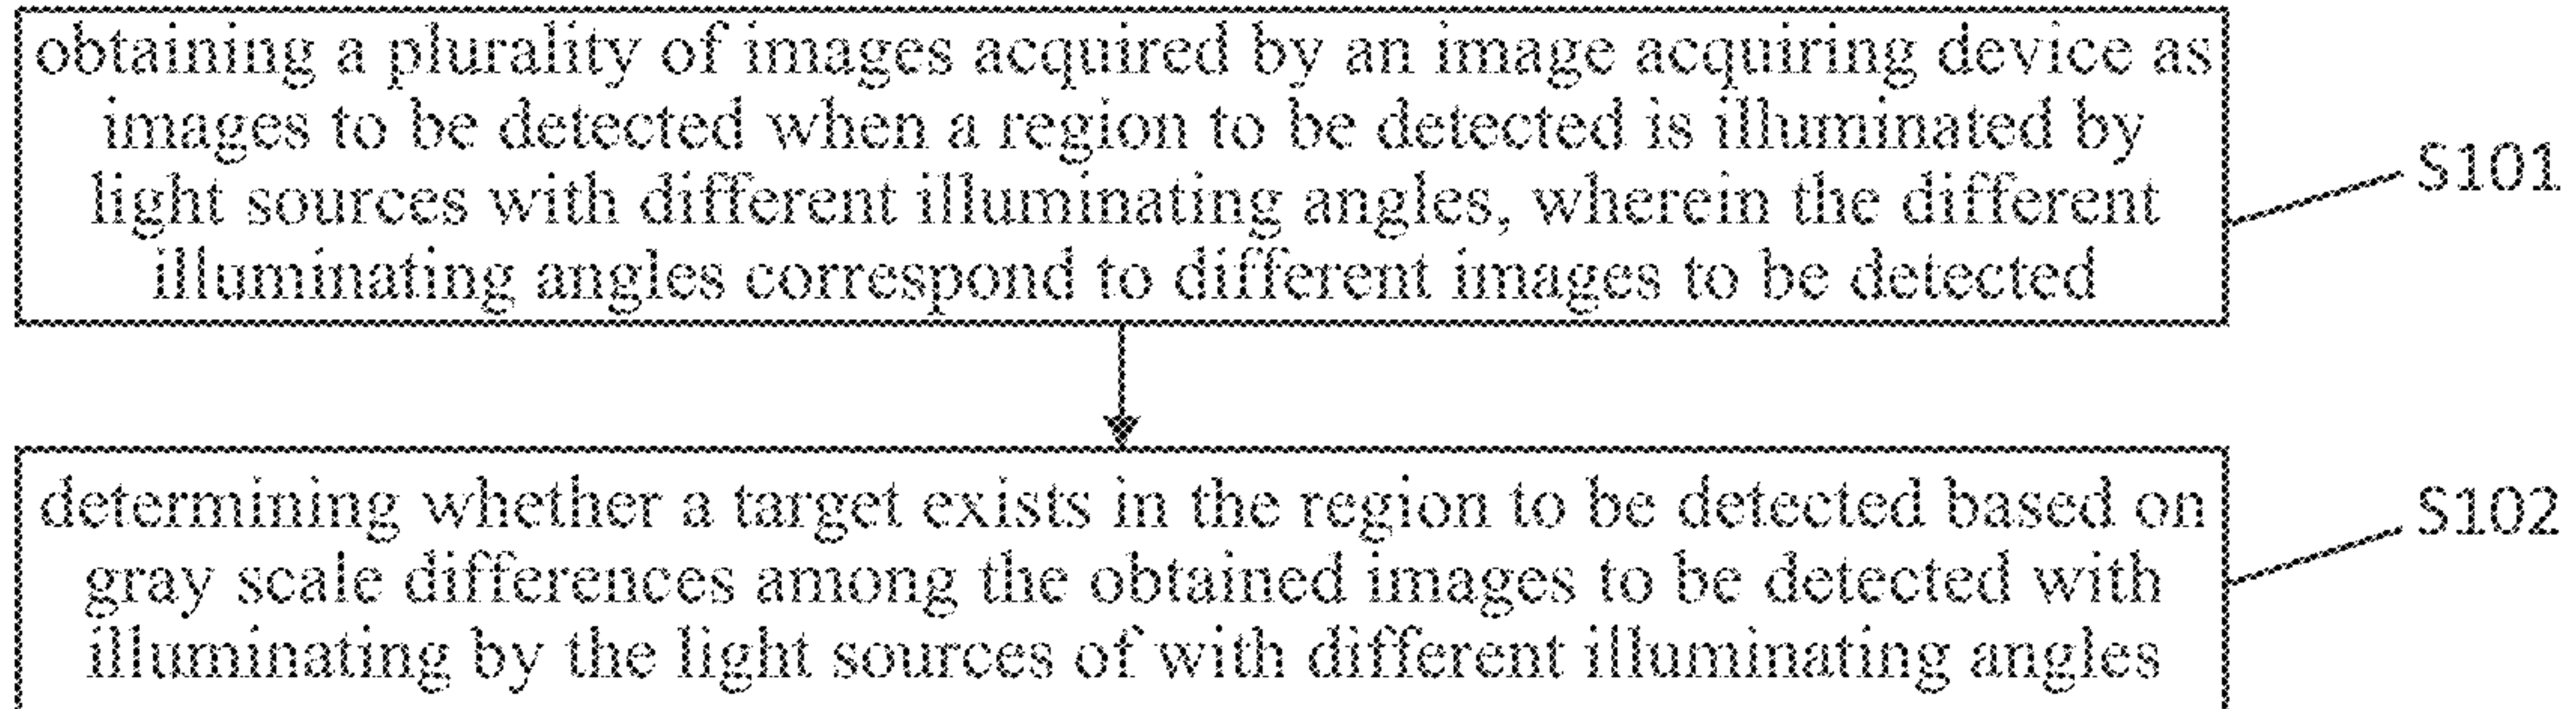 obtaining a plurality of images acquired by an image acquiring device as
images to be detected when a region to be detected is illuminated by
light sources with different illuminating angles, wherein the different
illuminating angles correspond to different images to be detected
S101
determining whether a target exists in the region to be detected based on
gray scale differences among the obtained images to be detected with
illuminating by the light sources of with different illuminating angles
S102